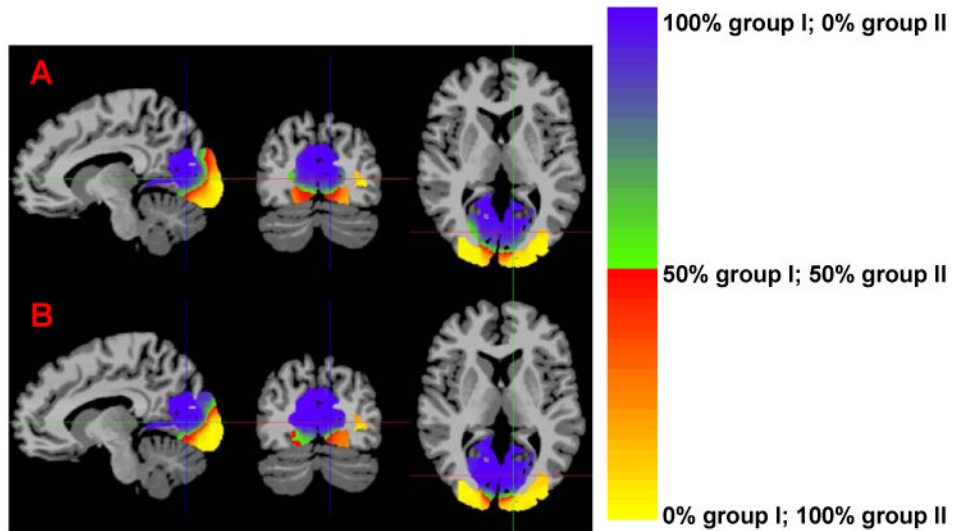 A
B
100% group I; 0% group II
50% group I; 50% group II
0% group I; 100% group II